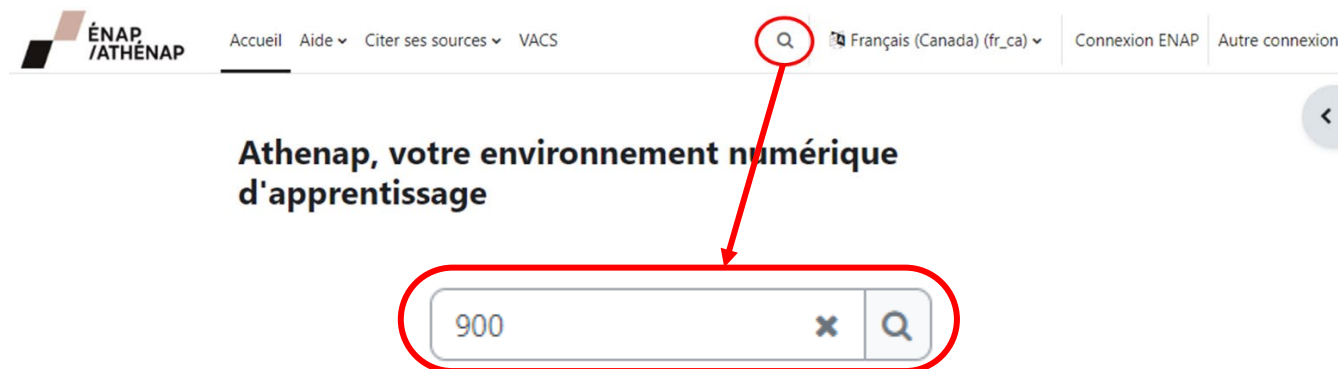 ÉNAP
/ATHÉNAP
Accueil Aide Citer ses sources VACS Français (Canada) (fr_ca) Connexion ENAP Autre connexion
Athenap, votre environnement numérique
d'apprentissage
900